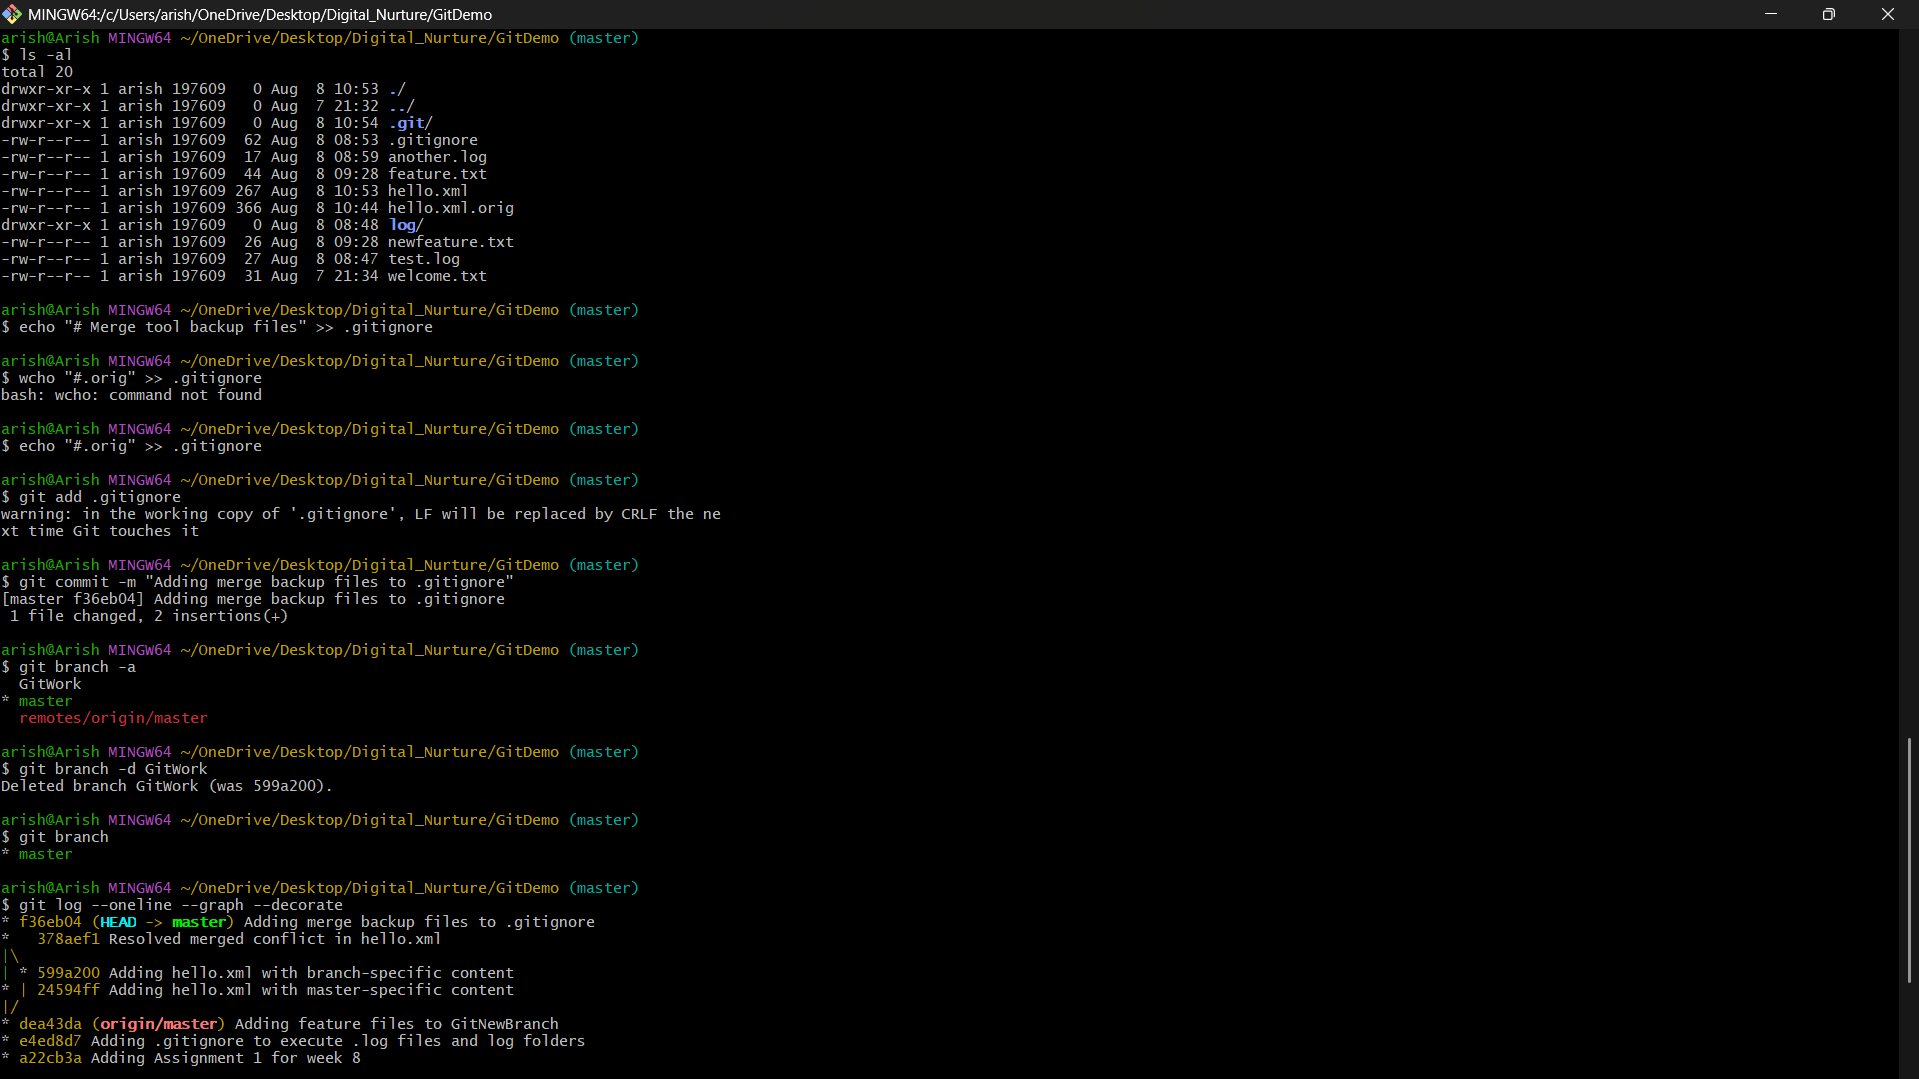 MINGW64:/c/Users/arish/OneDrive/Desktop/Digital_Nurture/GitDemo
arish@Arish MINGW64 ~/OneDrive/Desktop/Digital_Nurture/GitDemo (master)
$ ls -al
total 20
drwxr-xr-x 1 arish 197609   0 Aug  8 10:53 ./
drwxr-xr-x 1 arish 197609   0 Aug  7 21:32 ../
drwxr-xr-x 1 arish 197609   0 Aug  8 10:54 .git/
-rw-r--r-- 1 arish 197609  62 Aug  8 08:53 .gitignore
-rw-r--r-- 1 arish 197609  17 Aug  8 08:59 another.log
-rw-r--r-- 1 arish 197609  44 Aug  8 09:28 feature.txt
-rw-r--r-- 1 arish 197609 267 Aug  8 10:53 hello.xml
-rw-r--r-- 1 arish 197609 366 Aug  8 10:44 hello.xml.orig
drwxr-xr-x 1 arish 197609   0 Aug  8 08:48 log/
-rw-r--r-- 1 arish 197609  26 Aug  8 09:28 newfeature.txt
-rw-r--r-- 1 arish 197609  27 Aug  8 08:47 test.log
-rw-r--r-- 1 arish 197609  31 Aug  7 21:34 welcome.txt
arish@Arish MINGW64 ~/OneDrive/Desktop/Digital_Nurture/GitDemo (master)
$ echo "# Merge tool backup files" >> .gitignore
arish@Arish MINGW64 ~/OneDrive/Desktop/Digital_Nurture/GitDemo (master)
$ wcho "#.orig" >> .gitignore
bash: wcho: command not found
arish@Arish MINGW64 ~/OneDrive/Desktop/Digital_Nurture/GitDemo (master)
$ echo "#.orig" >> .gitignore
arish@Arish MINGW64 ~/OneDrive/Desktop/Digital_Nurture/GitDemo (master)
$ git add .gitignore
warning: in the working copy of '.gitignore', LF will be replaced by CRLF the ne
xt time Git touches it
arish@Arish MINGW64 ~/OneDrive/Desktop/Digital_Nurture/GitDemo (master)
$ git commit -m "Adding merge backup files to .gitignore"
[master f36eb04] Adding merge backup files to .gitignore
 1 file changed, 2 insertions(+)
arish@Arish MINGW64 ~/OneDrive/Desktop/Digital_Nurture/GitDemo (master)
$ git branch -a
  GitWork
* master
  remotes/origin/master
arish@Arish MINGW64 ~/OneDrive/Desktop/Digital_Nurture/GitDemo (master)
$ git branch -d GitWork
Deleted branch GitWork (was 599a200).
arish@Arish MINGW64 ~/OneDrive/Desktop/Digital_Nurture/GitDemo (master)
$ git branch
* master
arish@Arish MINGW64 ~/OneDrive/Desktop/Digital_Nurture/GitDemo (master)
$ git log --oneline --graph --decorate
* f36eb04 (HEAD -> master) Adding merge backup files to .gitignore
*   378aef1 Resolved merged conflict in hello.xml
|\
| * 599a200 Adding hello.xml with branch-specific content
* | 24594ff Adding hello.xml with master-specific content
|/
* dea43da (origin/master) Adding feature files to GitNewBranch
* e4ed8d7 Adding .gitignore to execute .log files and log folders
* a22cb3a Adding Assignment 1 for week 8